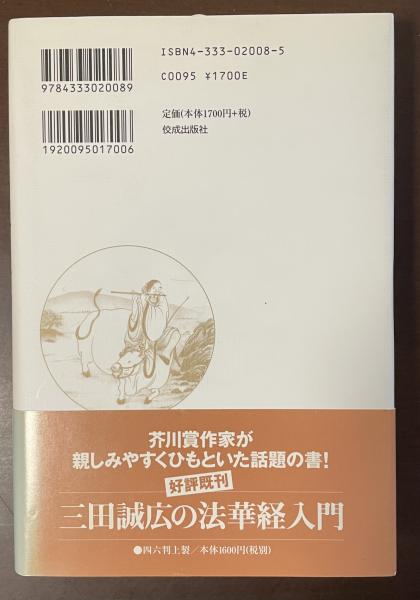 ISBN4-333-02008-5
C0095 ¥1700E
9784333020089
定価(本体1700円+税)
佼成出版社
1920095017006
芥川賞作家が
親しみやすくひもといた話題の書!
好評既刊
三田誠広の法華経入門
●四六判上製/本体1600円(税別)